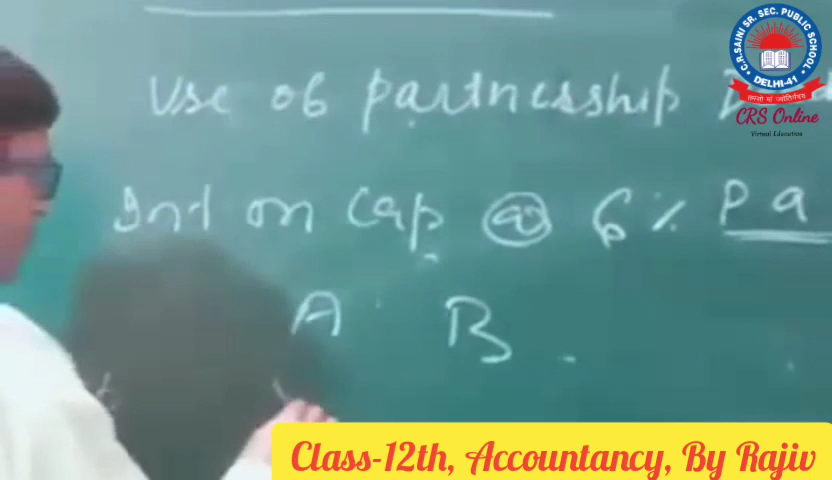 C.R.SAINI SR. SEC. PUBLIC SCHOOL
DELHI-41
CRS Online
Virtual Education
Use of partnership
Int on Cap @ 6 % P a
A B
Class-12th, Accountancy, By Rajiv